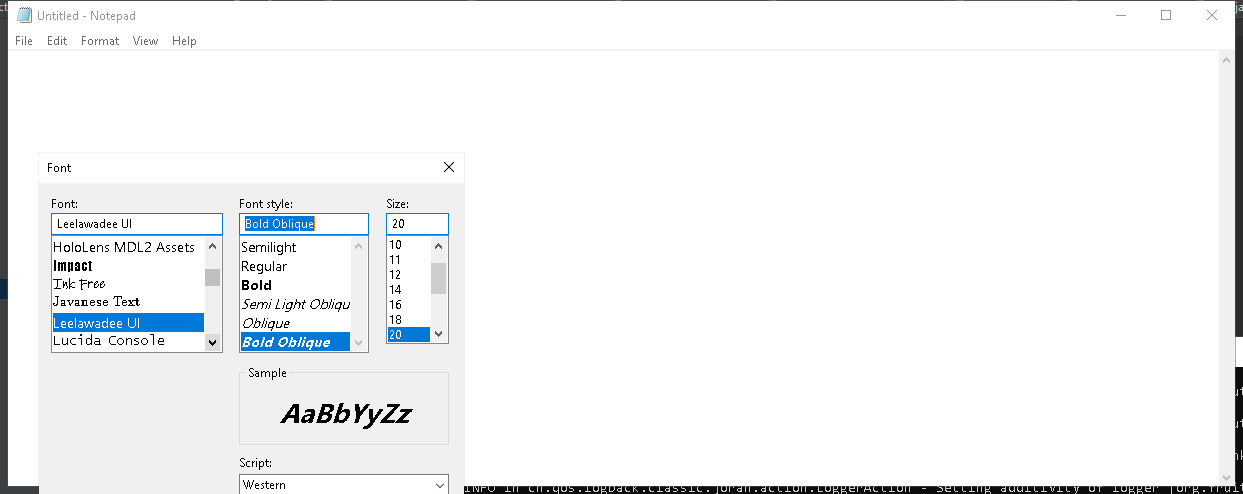 Untitled - Notepad
File Edit Format View Help
Font
Font: Font style: Size:
Leelawadee UI Bold Oblique 20
HoloLens MDL2 Assets
Impact
Ink Free
Javanese Text
Leelawadee UI
Lucida Console
Semilight
Regular
Bold
Semi Light Obliqu
Oblique
Bold Oblique
10
11
12
14
16
18
20
Sample
AaBbYyZz
Script:
Western
INFO in ch.qos.logback.classic.joran.action.LoggerAction - Setting additivity of logger